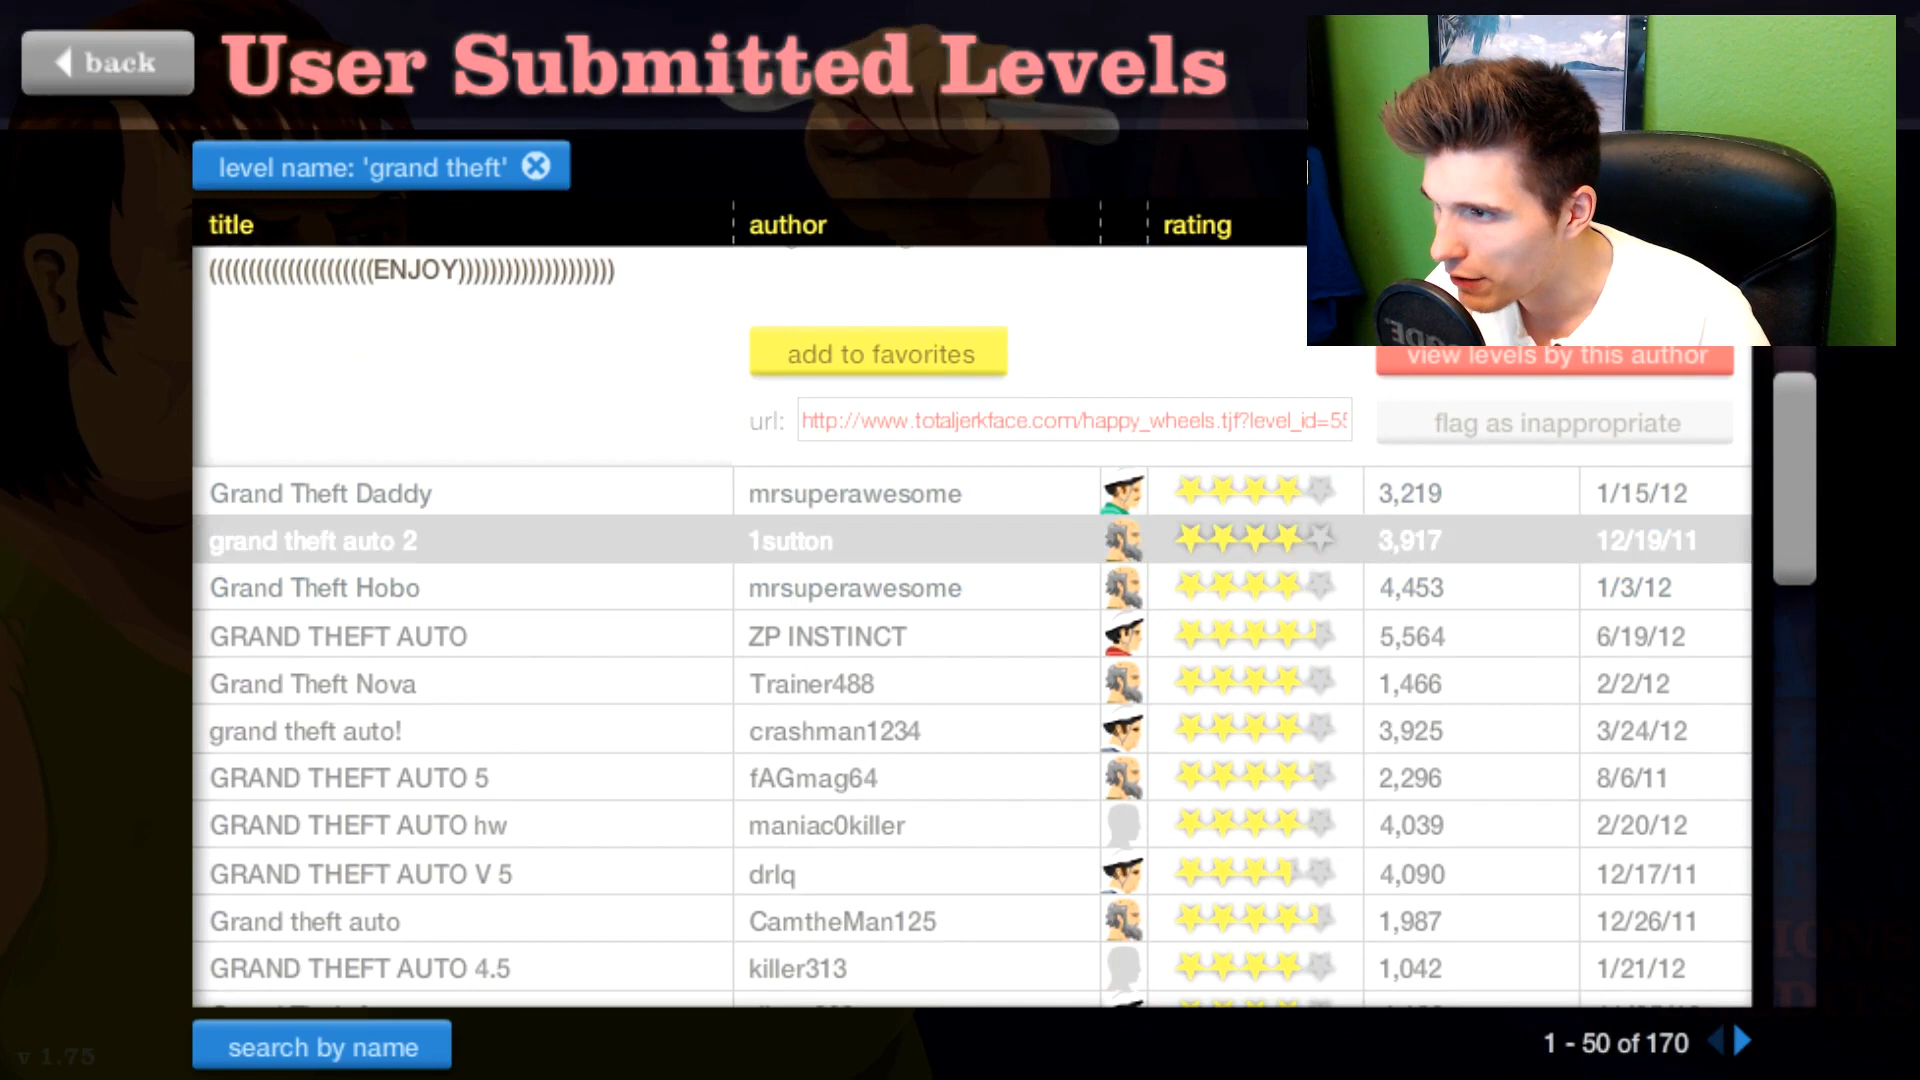 back
User Submitted Levels
level name: 'grand theft'
title author rating
((((((((((((((((((((((ENJOY))))))))))))))))))))))
add to favorites
view levels by this author
url: http://www.totaljerkface.com/happy_wheels.tjf?level_id=5
flag as inappropriate
Grand Theft Daddy mrsuperawesome 3,219 1/15/12
grand theft auto 2 1sutton 3,917 12/19/11
Grand Theft Hobo mrsuperawesome 4,453 1/3/12
GRAND THEFT AUTO ZP INSTINCT 5,564 6/19/12
Grand Theft Nova Trainer488 1,466 2/2/12
grand theft auto! crashman1234 3,925 3/24/12
GRAND THEFT AUTO 5 fAGmag64 2,296 8/6/11
GRAND THEFT AUTO hw maniac0killer 4,039 2/20/12
GRAND THEFT AUTO V 5 drlq 4,090 12/17/11
Grand theft auto CamtheMan125 1,987 12/26/11
GRAND THEFT AUTO 4.5 killer313 1,042 1/21/12
search by name
1 - 50 of 170
v 1.75